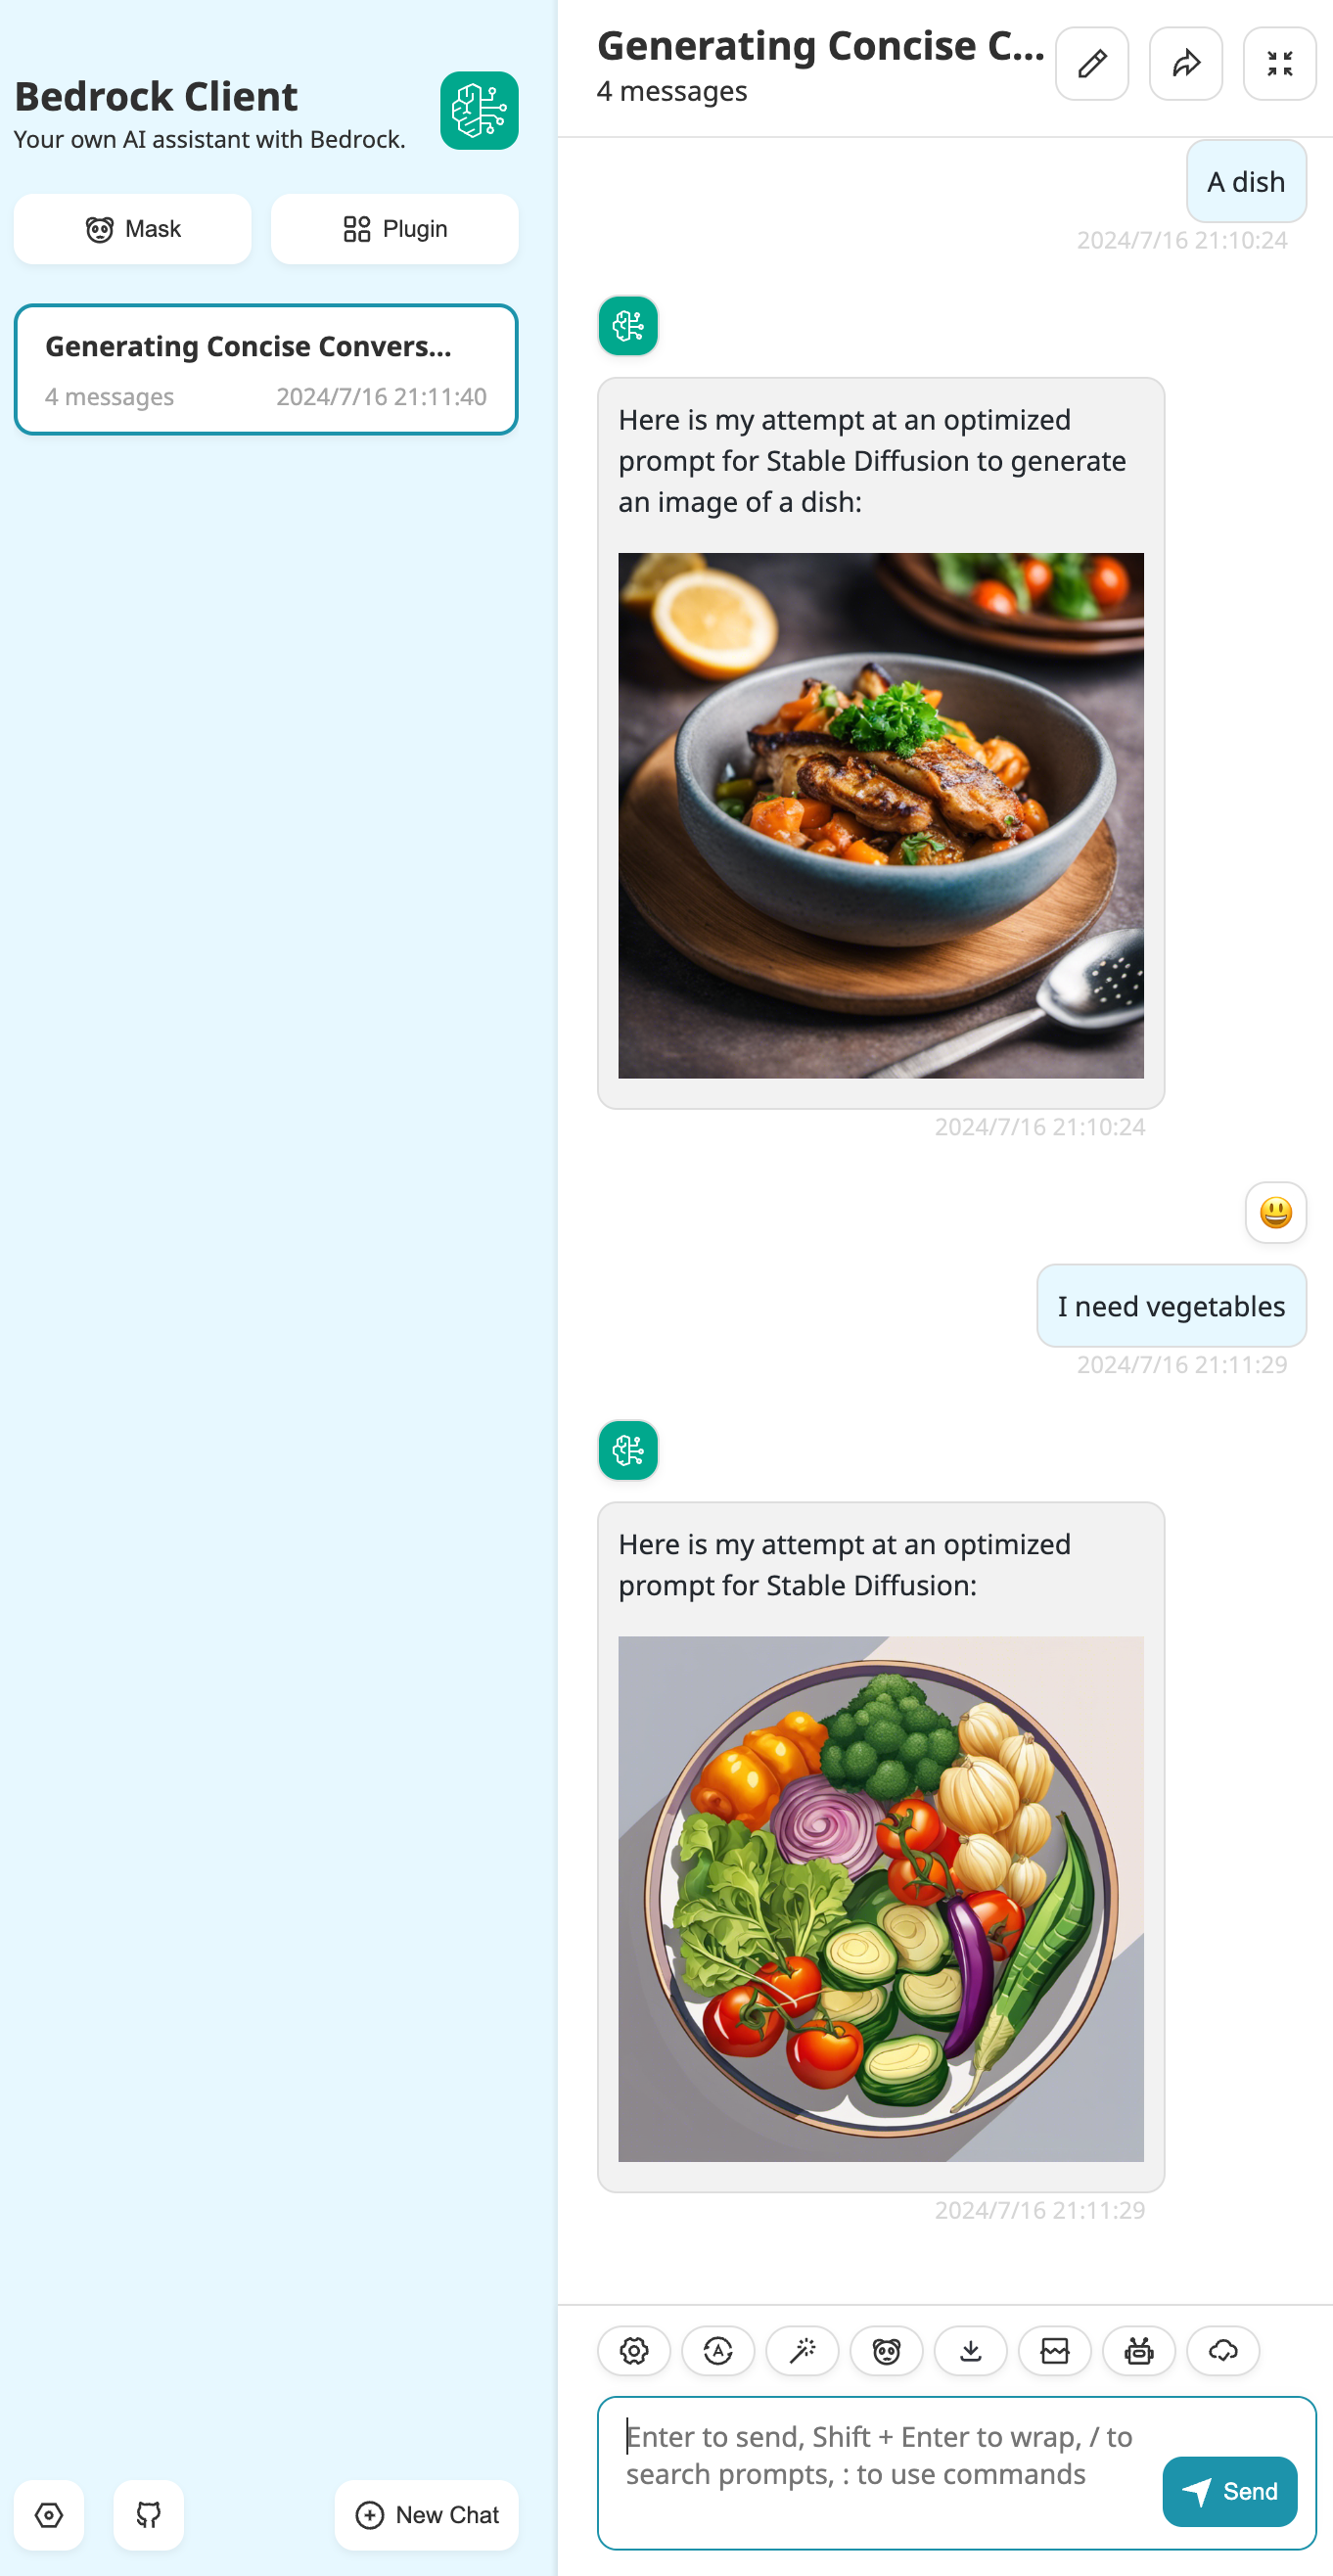 Bedrock Client
Your own AI assistant with Bedrock.
Mask
Plugin
Generating Concise Convers...
4 messages
2024/7/16 21:11:40
New Chat
Generating Concise C...
4 messages
A dish
2024/7/16 21:10:24
Here is my attempt at an optimized
prompt for Stable Diffusion to generate
an image of a dish:
2024/7/16 21:10:24
I need vegetables
2024/7/16 21:11:29
Here is my attempt at an optimized
prompt for Stable Diffusion:
2024/7/16 21:11:29
A
Enter to send, Shift + Enter to wrap, / to
search prompts, : to use commands
Send